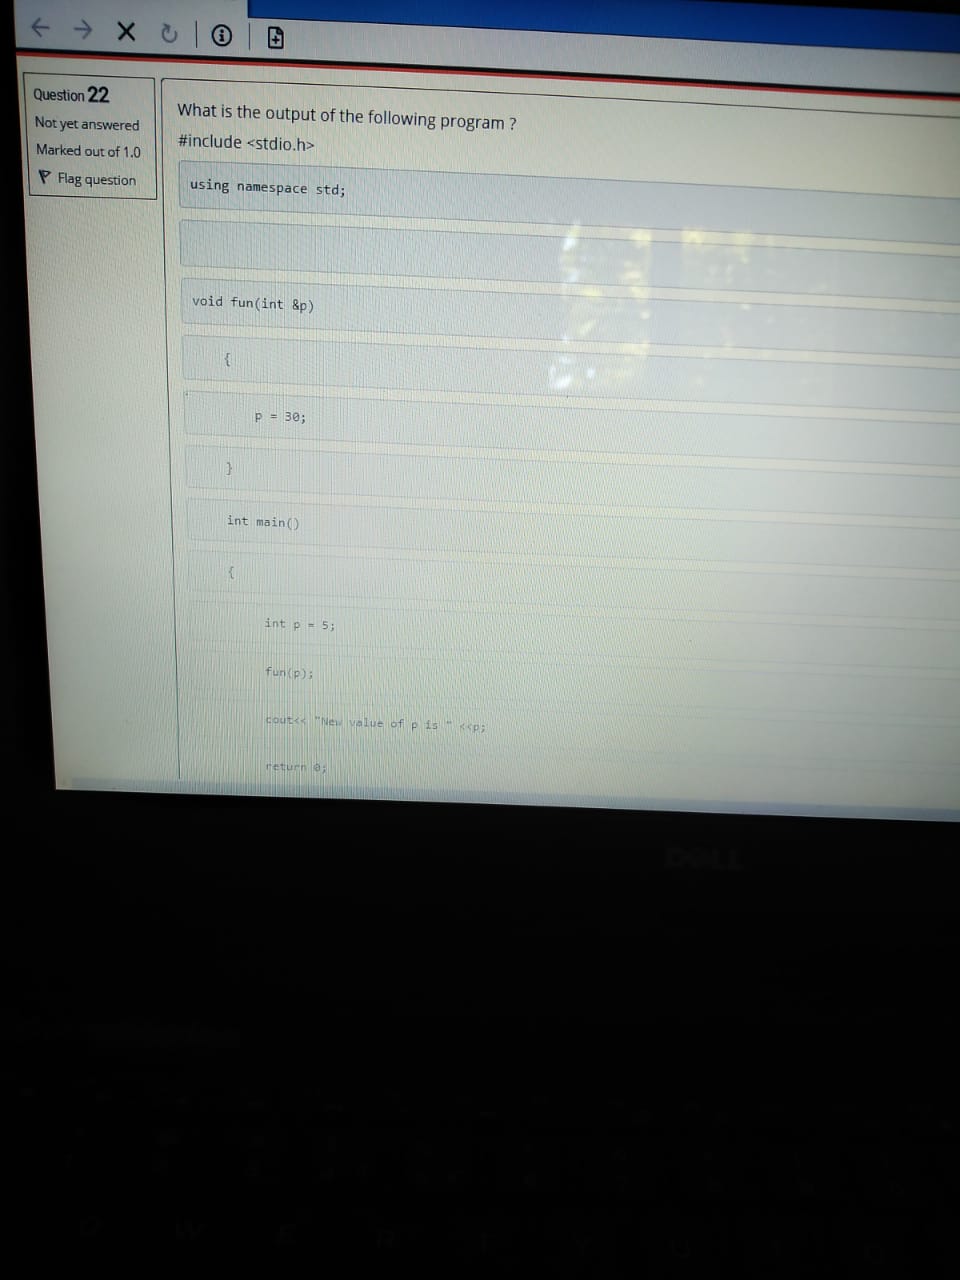 Question 22
Not yet answered
Marked out of 1.0
Flag question
What is the output of the following program ?
#include <stdio.h>
using namespace std;
void fun(int &p)
{
p = 30;
}
int main()
{
int p = 5;
fun(p);
cout<< "New value of p is " <<p;
return 0;
DELL